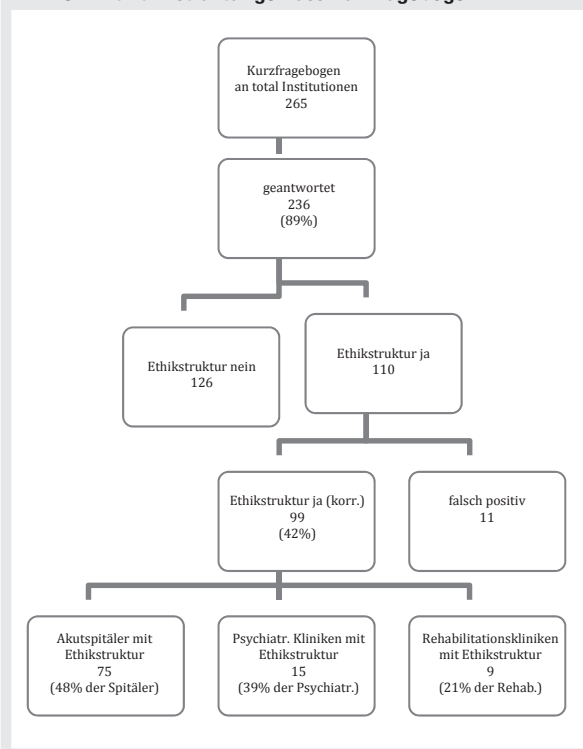 Kurzfragebogen
an total Institutionen
265
geantwortet
236
(89%)
Ethikstruktur nein
126
Ethikstruktur ja
110
Ethikstruktur ja (korr.)
99
(42%)
falsch positiv
11
Akutspitäler mit
Ethikstruktur
75
(48% der Spitäler)
Psychiatr. Kliniken mit
Ethikstruktur
15
(39% der Psychiatr.)
Rehabilitationskliniken
mit Ethikstruktur
9
(21% der Rehab.)